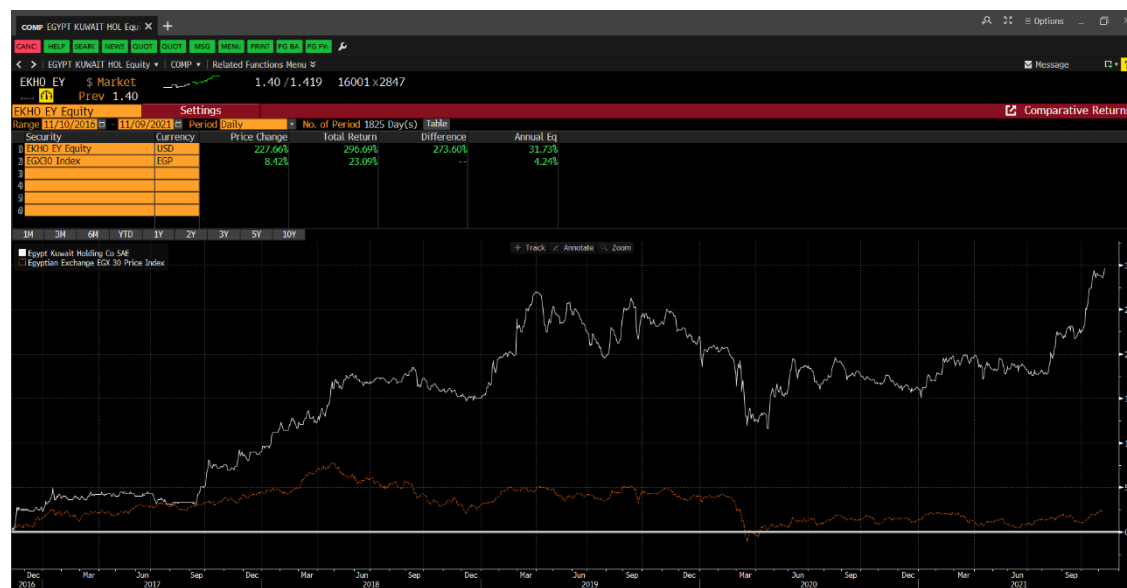 COMP EGYPT KUWAIT HOL Equ: × +
Options
CANC HELP SEARC NEWS QUOT QUOT MSG MENU PRINT PG BA PG FW
< > EGYPT KUWAIT HOL Equity COMP Related Functions Menu Message
EKHO EY $ Market 1.40 /1.419 16001x2847
Prev 1.40
EKHO EY Equity Settings Comparative Returns
Range 11/10/2016 - 11/09/2021 Period Daily No. of Period 1825 Day(s) Table
Security Currency Price Change Total Return Difference Annual Eq
1) EKHO EY Equity USD 227.66% 296.69% 273.60% 31.73%
2) EGX30 Index EGP 8.42% 23.09% -- 4.24%
3)
4)
5)
6)
1M 3M 6M YTD 1Y 2Y 3Y 5Y 10Y
+ Track Annotate Zoom
Egypt Kuwait Holding Co SAE
Egyptian Exchange EGX 30 Price Index
Dec Mar Jun Sep Dec Mar Jun Sep Dec Mar Jun Sep Dec Mar Jun Sep Dec Mar Jun Sep
2016 2017 2018 2019 2020 2021